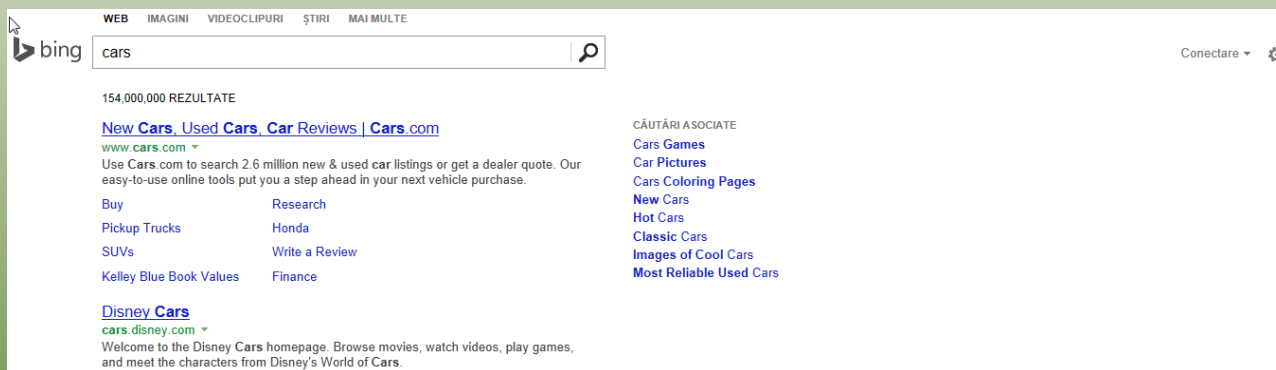 WEB IMAGINI VIDEOCLIPURI ȘTIRI MAI MULTE
bing cars
Conectare
154,000,000 REZULTATE
New Cars, Used Cars, Car Reviews | Cars.com
www.cars.com
Use Cars.com to search 2.6 million new & used car listings or get a dealer quote. Our
easy-to-use online tools put you a step ahead in your next vehicle purchase.
Buy Research
Pickup Trucks Honda
SUVs Write a Review
Kelley Blue Book Values Finance
Disney Cars
cars.disney.com
Welcome to the Disney Cars homepage. Browse movies, watch videos, play games,
and meet the characters from Disney's World of Cars.
CĂUTĂRI ASOCIATE
Cars Games
Car Pictures
Cars Coloring Pages
New Cars
Hot Cars
Classic Cars
Images of Cool Cars
Most Reliable Used Cars